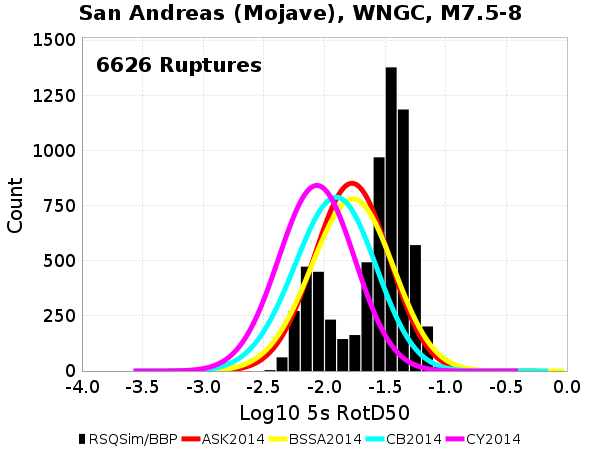 San Andreas (Mojave), WNGC, M7.5-8
6626 Ruptures
Count
1500
1250
1000
750
500
250
0
-4.0 -3.5 -3.0 -2.5 -2.0 -1.5 -1.0 -0.5 0.0
Log10 5s RotD50
RSQSim/BBP ASK2014 BSSA2014 CB2014 CY2014